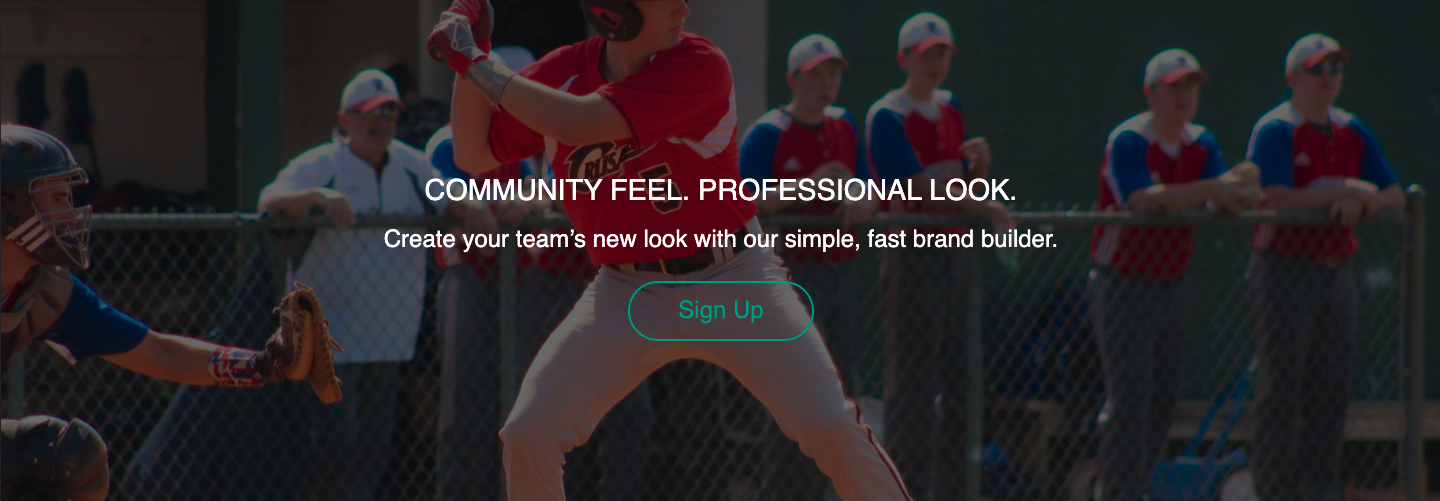 COMMUNITY FEEL. PROFESSIONAL LOOK.
Create your team’s new look with our simple, fast brand builder.
Sign Up